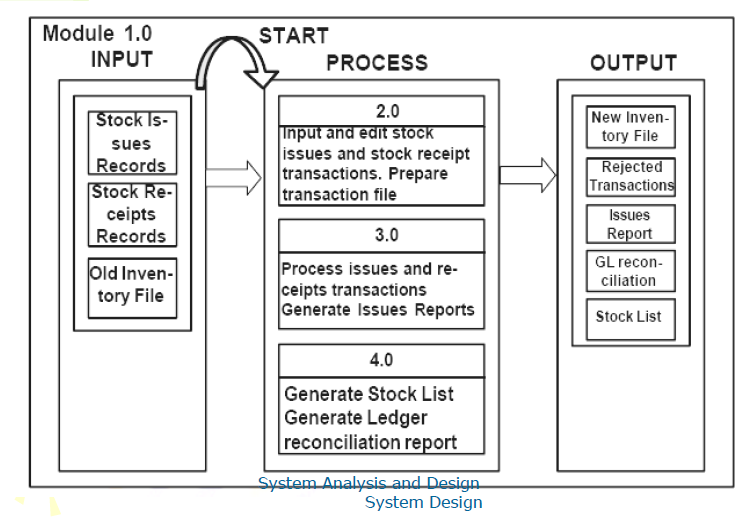 Module 1.0
START
INPUT
PROCESS
OUTPUT
Stock Is-
sues
Records
Stock Re-
ceipts
Records
Old Inven-
tory File
2.0
Input and edit stock
issues and stock receipt
transactions. Prepare
transaction file
3.0
Process issues and re-
ceipts transactions
Generate Issues Reports
4.0
Generate Stock List
Generate Ledger
reconciliation report
New Inven-
tory File
Rejected
Transactions
Issues
Report
GL recon-
ciliation
Stock List
System Analysis and Design
System Design